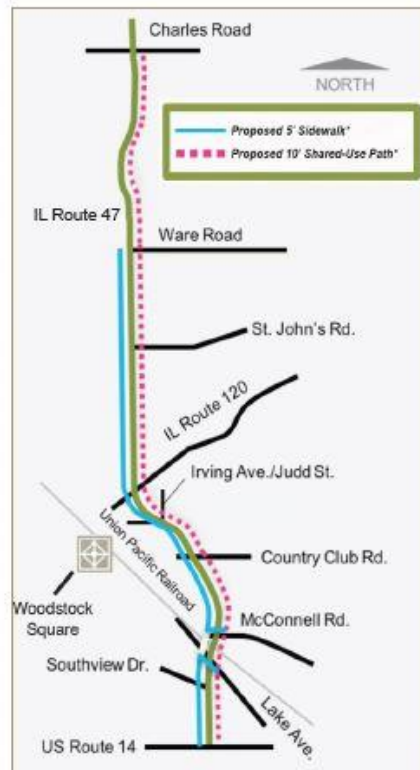 Charles Road
NORTH
Proposed 5' Sidewalk*
Proposed 10' Shared-Use Path*
IL Route 47
Ware Road
St. John's Rd.
IL Route 120
Irving Ave./Judd St.
Union Pacific Railroad
Country Club Rd.
Woodstock
Square
McConnell Rd.
Southview Dr.
Lake Ave.
US Route 14